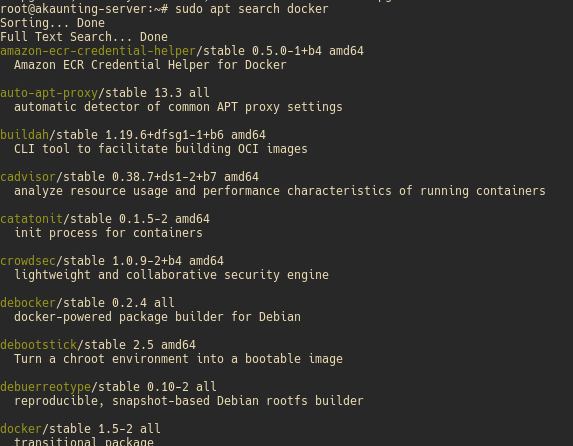 root@akaunting-server:~# sudo apt search docker
Sorting... Done
Full Text Search... Done
amazon-ecr-credential-helper/stable 0.5.0-1+b4 amd64
  Amazon ECR Credential Helper for Docker

auto-apt-proxy/stable 13.3 all
  automatic detector of common APT proxy settings

buildah/stable 1.19.6+dfsg1-1+b6 amd64
  CLI tool to facilitate building OCI images

cadvisor/stable 0.38.7+ds1-2+b7 amd64
  analyze resource usage and performance characteristics of running containers

catatonit/stable 0.1.5-2 amd64
  init process for containers

crowdsec/stable 1.0.9-2+b4 amd64
  lightweight and collaborative security engine

debocker/stable 0.2.4 all
  docker-powered package builder for Debian

debootstick/stable 2.5 amd64
  Turn a chroot environment into a bootable image

debuerreotype/stable 0.10-2 all
  reproducible, snapshot-based Debian rootfs builder

docker/stable 1.5-2 all
  transitional package